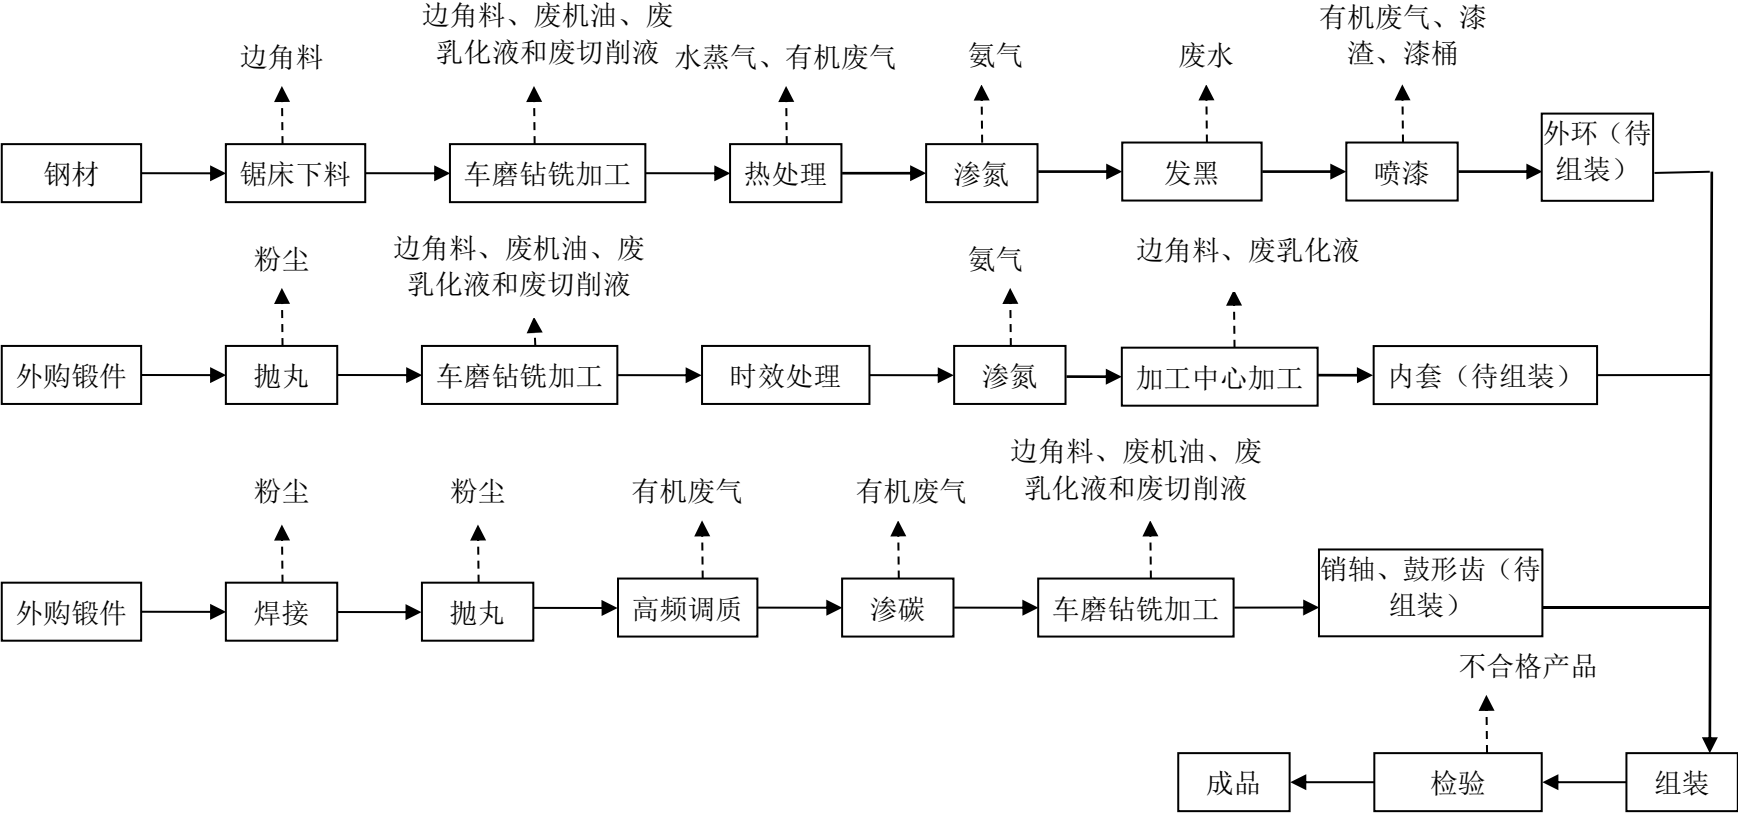 边角料、废机油、废
乳化液和废切削液
有机废气、漆
渣、漆桶
边角料
水蒸气、有机废气
氨气
废水
钢材
锯床下料
车磨钻铣加工
热处理
渗氮
发黑
喷漆
外环（待
组装）
粉尘
边角料、废机油、废
乳化液和废切削液
氨气
边角料、废乳化液
外购锻件
抛丸
车磨钻铣加工
时效处理
渗氮
加工中心加工
内套（待组装）
粉尘
粉尘
有机废气
有机废气
边角料、废机油、废
乳化液和废切削液
外购锻件
焊接
抛丸
高频调质
渗碳
车磨钻铣加工
销轴、鼓形齿（待
组装）
不合格产品
成品
检验
组装